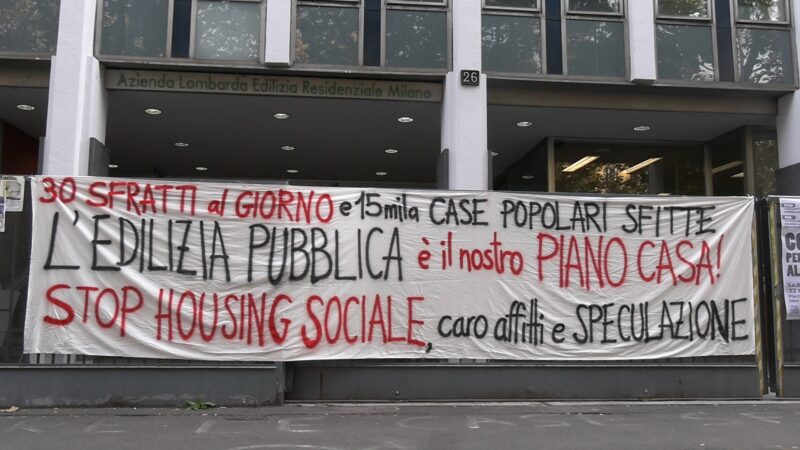 Azienda Lombarda Edilizia Residenziale Milano
26
30 SFRATTI al GIORNO e 15mila CASE POPOLARI SFITTE
L'EDILIZIA PUBBLICA è il nostro PIANO CASA!
STOP HOUSING SOCIALE, caro affitti e SPECULAZIONE